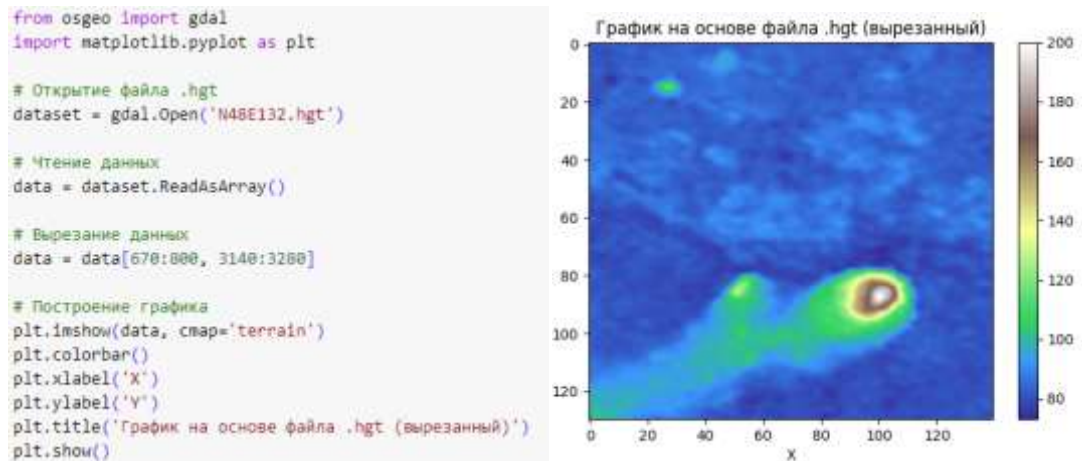 from osgeo import gdal
import matplotlib.pyplot as plt
# Открытие файла .hgt
dataset = gdal.Open('N48E132.hgt')
# Чтение данных
data = dataset.ReadAsArray()
# Вырезание данных
data = data[670:800, 3140:3280]
# Построение графика
plt.imshow(data, cmap='terrain')
plt.colorbar()
plt.xlabel('X')
plt.ylabel('Y')
plt.title('График на основе файла .hgt (вырезанный)')
plt.show()
График на основе файла .hgt (вырезанный)
0
20
40
60
80
100
120
0 20 40 60 80 100 120
X
200
180
160
140
120
100
80